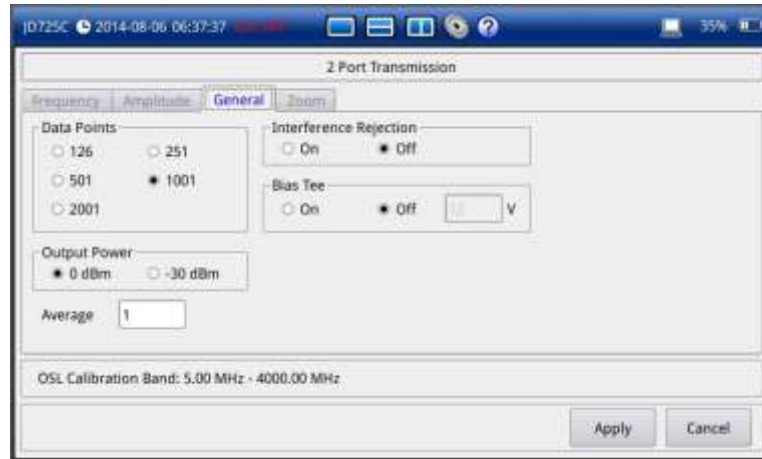 JD725C 2014-08-06 06:37:37
35%
2 Port Transmission
Frequency Amplitude General Zoom
Data Points
126 251
501 1001
2001
Interference Rejection
On Off
Bias Tee
On Off 12 V
Output Power
0 dBm -30 dBm
Average 1
OSL Calibration Band: 5.00 MHz - 4000.00 MHz
Apply Cancel